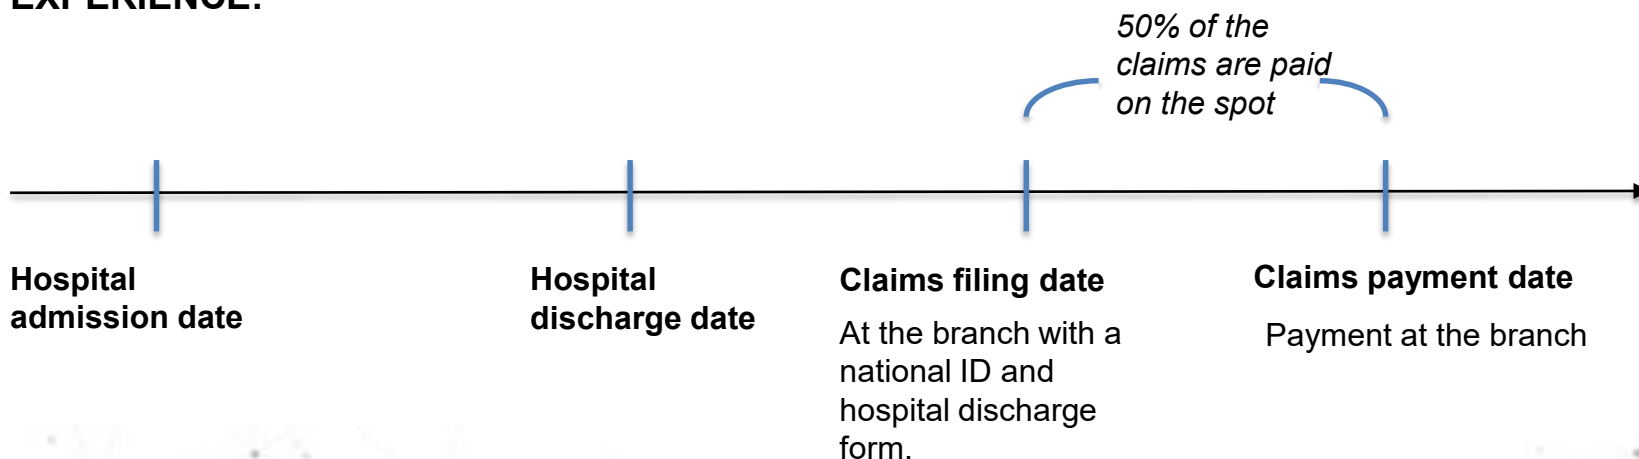 EXPERIENCE:
50% of the
claims are paid
on the spot
Hospital
admission date
Hospital
discharge date
Claims filing date
At the branch with a
national ID and
hospital discharge
form.
Claims payment date
Payment at the branch